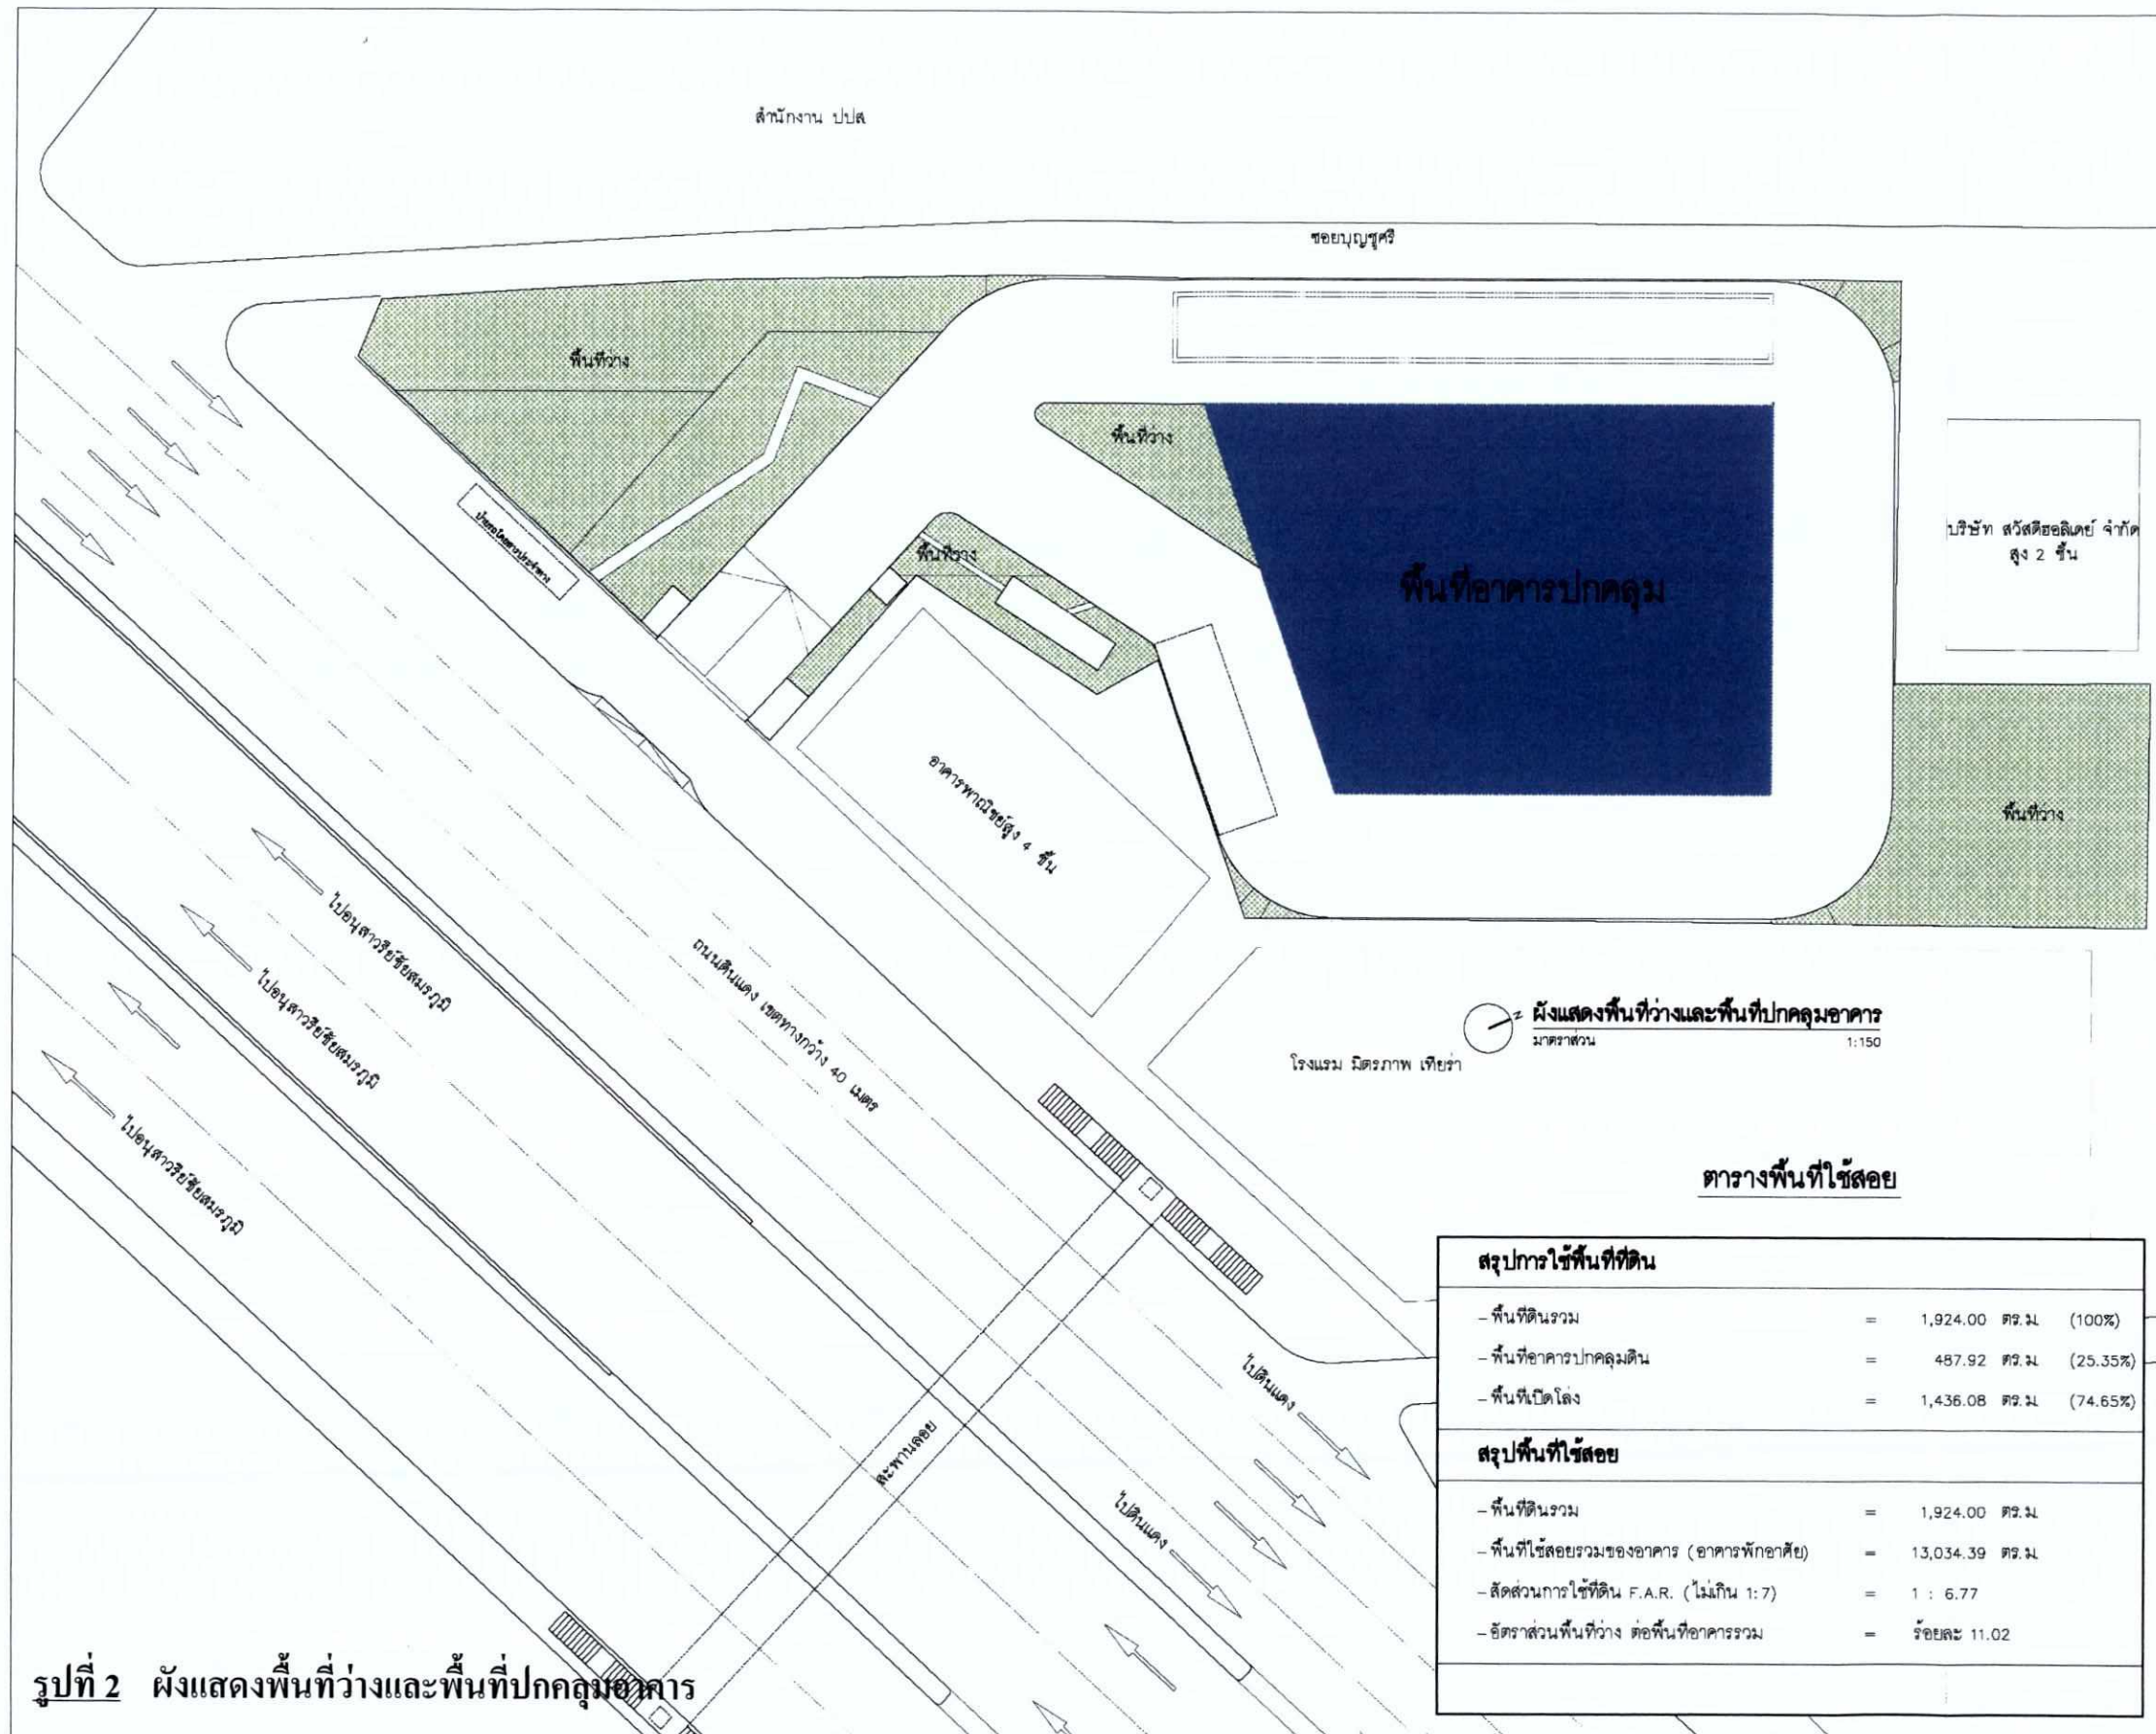 สำนักงาน ปปส
ซอยบุญชูศรี
พื้นที่ว่าง
พื้นที่ว่าง
พื้นที่ว่าง
พื้นที่อาคารปกคลุม
บริษัท สวัสดีฮอลิเดย์ จำกัด
สูง 2 ชั้น
พื้นที่ว่าง
อาคารพาณิชย์สูง 4 ชั้น
ถนนดินแดง เขตทางกว้าง 40 เมตร
ไปอนุสาวรีย์ชัยสมรภูมิ
ไปอนุสาวรีย์ชัยสมรภูมิ
ไปอนุสาวรีย์ชัยสมรภูมิ
N
ผังแสดงพื้นที่ว่างและพื้นที่ปกคลุมอาคาร
มาตราส่วน 1:150
โรงแรม มิตรภาพ เทียร่า
สะพานลอย
ไปดินแดง
ไปดินแดง
ตารางพื้นที่ใช้สอย
สรุปการใช้พื้นที่ที่ดิน
-พื้นที่ดินรวม = 1,924.00 ตร.ม. (100%)
-พื้นที่อาคารปกคลุมดิน = 487.92 ตร.ม. (25.35%)
-พื้นที่เปิดโล่ง = 1,436.08 ตร.ม. (74.65%)
สรุปพื้นที่ใช้สอย
-พื้นที่ดินรวม = 1,924.00 ตร.ม.
-พื้นที่ใช้สอยรวมของอาคาร (อาคารพักอาศัย) = 13,034.39 ตร.ม.
-สัดส่วนการใช้ที่ดิน F.A.R. (ไม่เกิน 1:7) = 1 : 6.77
-อัตราส่วนพื้นที่ว่าง ต่อพื้นที่อาคารรวม = ร้อยละ 11.02
รูปที่ 2 ผังแสดงพื้นที่ว่างและพื้นที่ปกคลุมอาคาร